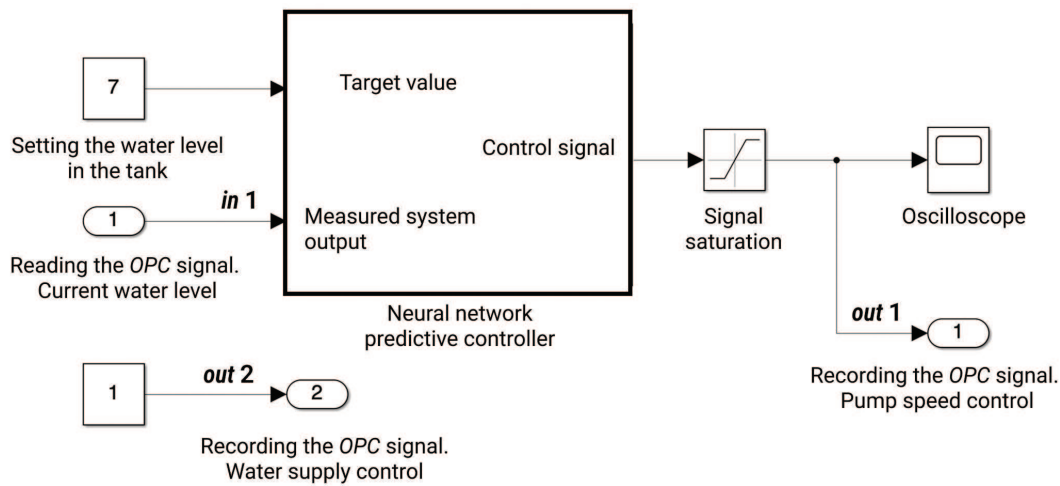 7
Target value
Setting the water level
in the tank
Control signal
in 1
1
Measured system
output
Reading the OPC signal.
Current water level
Signal
saturation
Oscilloscope
Neural network
predictive controller
out 1
1
Recording the OPC signal.
Pump speed control
1
out 2
2
Recording the OPC signal.
Water supply control